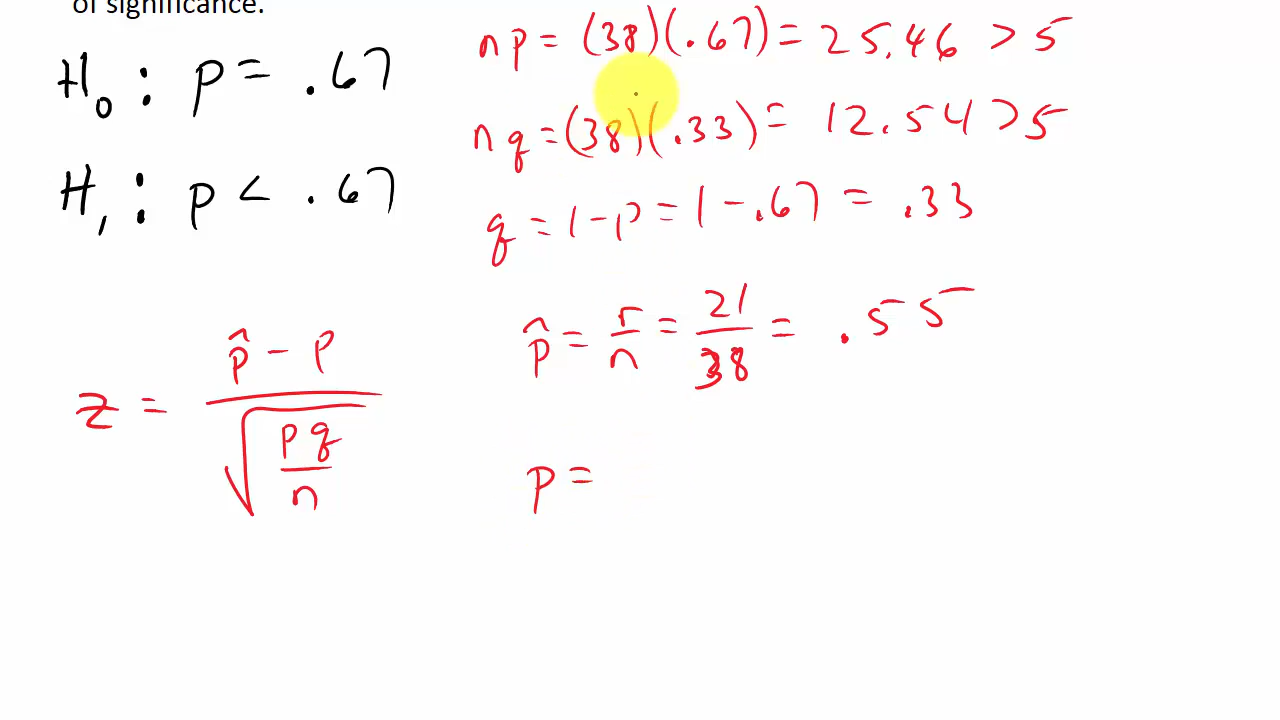 of significance.
H₀ : p = .67
H₁ : p < .67
np = (38)(.67) = 25.46 > 5
nq = (38)(.33) = 12.54 > 5
q = 1 - p = 1 - .67 = .33
z = (p̂ - p) / √(pq/n)
p̂ = r/n = 21/38 = .55
p =